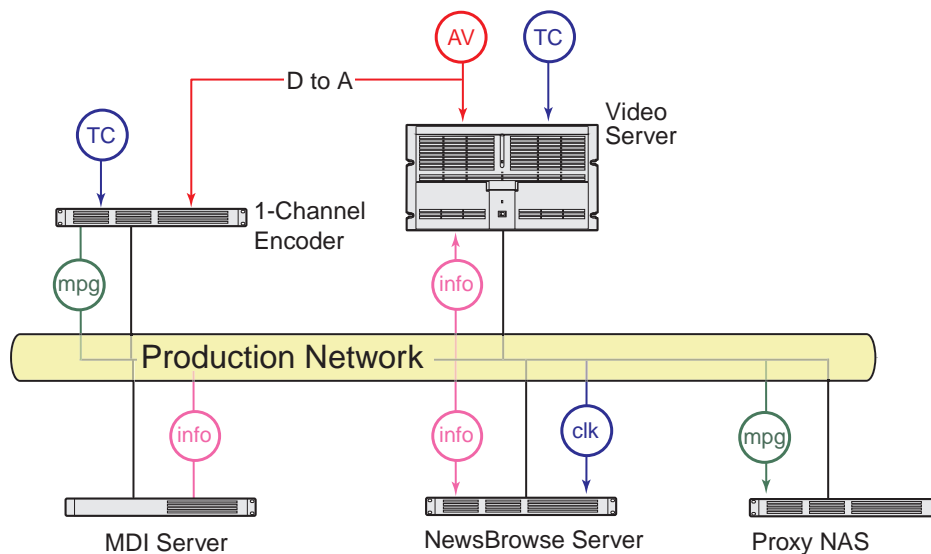 AV
TC
D to A
Video
Server
TC
1-Channel
Encoder
mpg
info
Production Network
info
info
clk
mpg
MDI Server
NewsBrowse Server
Proxy NAS